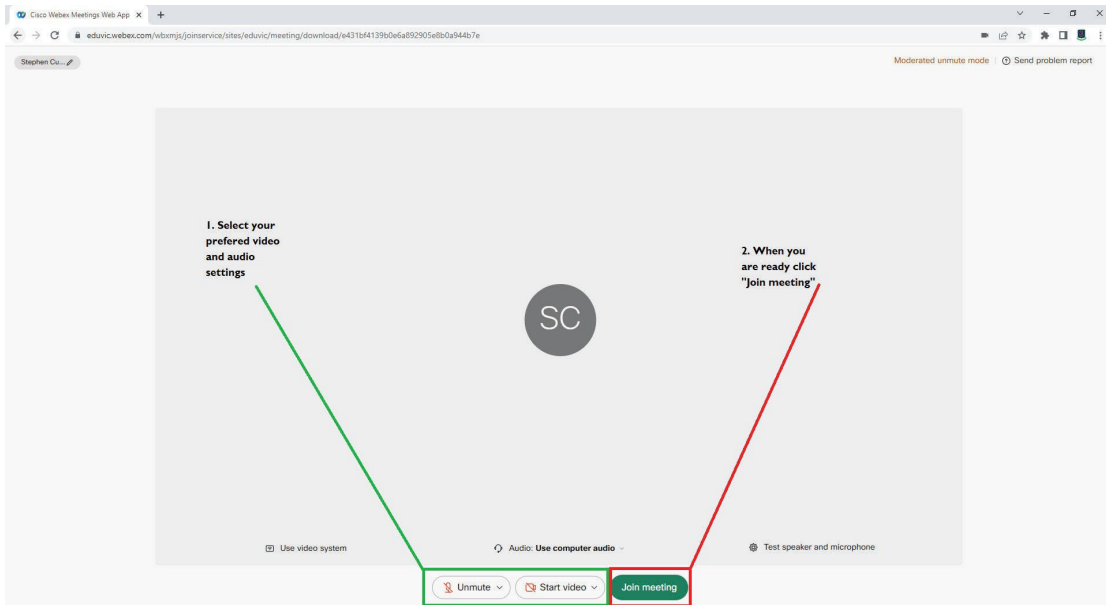 Cisco Webex Meetings Web App
eduvic.webex.com/wbxmjs/joinservice/sites/eduvic/meeting/download/e431bf4139b0e6a892905e8b0a944b7e
Stephen Cu...
Moderated unmute mode
Send problem report
1. Select your
prefered video
and audio
settings
2. When you
are ready click
"Join meeting"
SC
Use video system
Audio: Use computer audio
Test speaker and microphone
Unmute
Start video
Join meeting